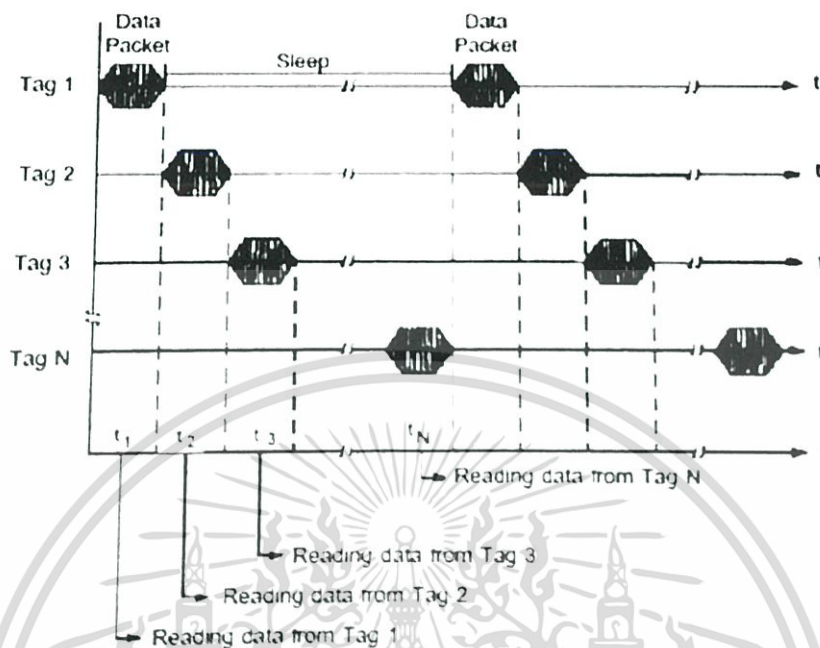 Data Packet
Data Packet
Sleep
Tag 1
t
Tag 2
t
Tag 3
Tag N
t₁
t₂
t₃
t_N
Reading data from Tag N
Reading data from Tag 3
Reading data from Tag 2
Reading data from Tag 1